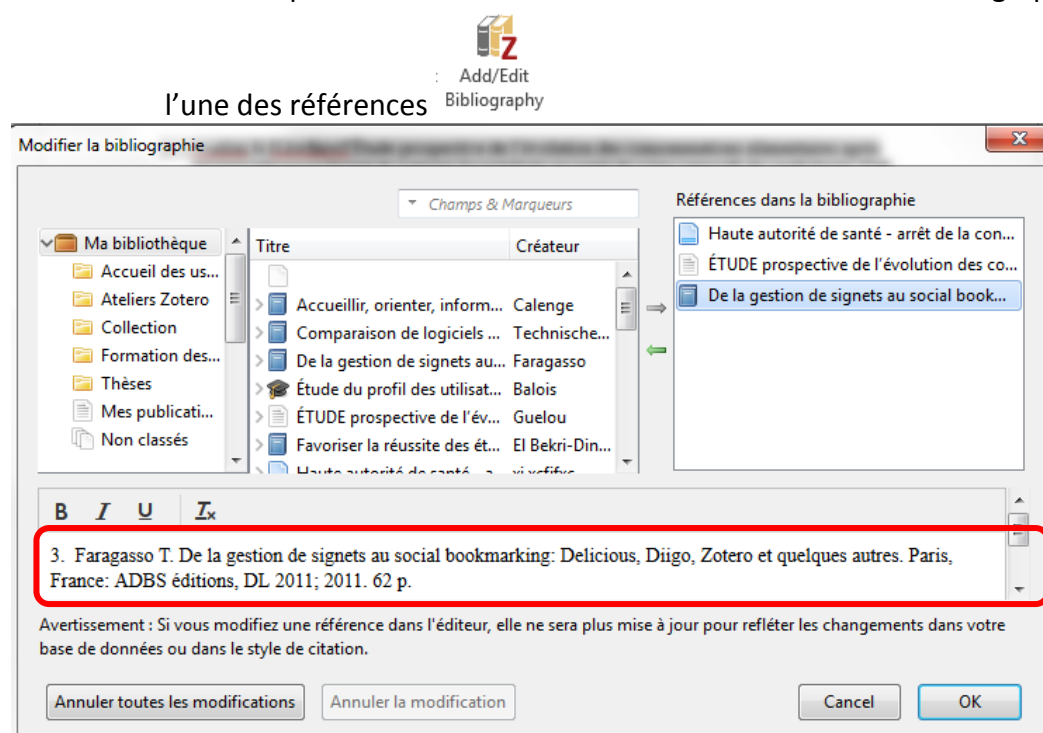 : Add/Edit
l’une des références Bibliography
Modifier la bibliographie
X
Champs & Marqueurs
Références dans la bibliographie
Ma bibliothèque
Accueil des us...
Ateliers Zotero
Collection
Formation des...
Thèses
Mes publicati...
Non classés
Titre Créateur
Accueillir, orienter, inform... Calenge
Comparaison de logiciels ... Technische...
De la gestion de signets au... Faragasso
Étude du profil des utilisat... Balois
ÉTUDE prospective de l’év... Guelou
Favoriser la réussite des ét... El Bekri-Din...
Haute autorité de santé - a...
Haute autorité de santé - arrêt de la con...
ÉTUDE prospective de l’évolution des co...
De la gestion de signets au social book...
B I U Tx
3. Faragasso T. De la gestion de signets au social bookmarking: Delicious, Diigo, Zotero et quelques autres. Paris,
France: ADBS éditions, DL 2011; 2011. 62 p.
Avertissement : Si vous modifiez une référence dans l'éditeur, elle ne sera plus mise à jour pour refléter les changements dans votre
base de données ou dans le style de citation.
Annuler toutes les modifications Annuler la modification Cancel OK